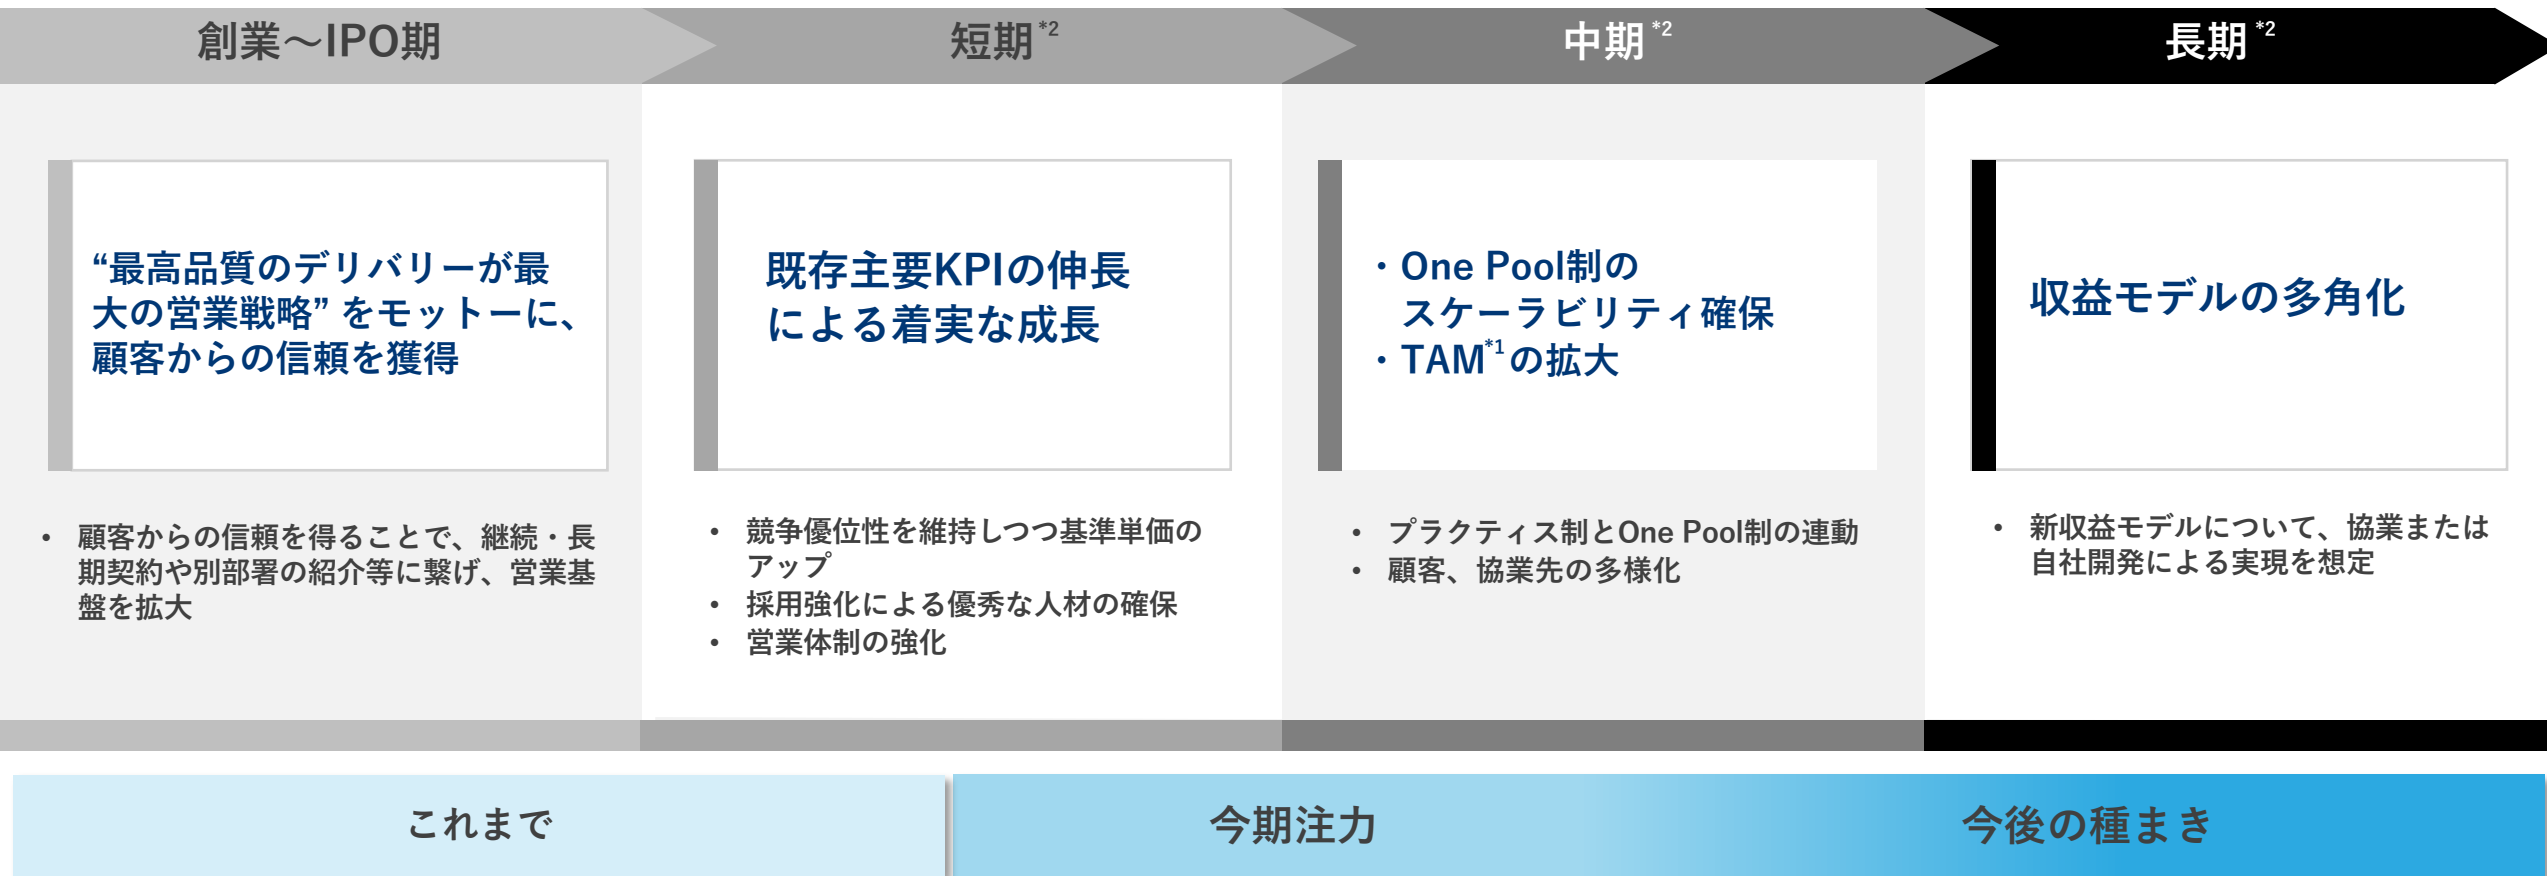 創業～IPO期
短期*2
中期*2
長期*2
“最高品質のデリバリーが最
大の営業戦略” をモットーに、
顧客からの信頼を獲得
• 顧客からの信頼を得ることで、継続・長
期契約や別部署の紹介等に繋げ、営業基
盤を拡大
既存主要KPIの伸長
による着実な成長
• 競争優位性を維持しつつ基準単価の
アップ
• 採用強化による優秀な人材の確保
• 営業体制の強化
・One Pool制の
スケーラビリティ確保
・TAM*1の拡大
• プラクティス制とOne Pool制の連動
• 顧客、協業先の多様化
収益モデルの多角化
• 新収益モデルについて、協業または
自社開発による実現を想定
これまで
今期注力
今後の種まき